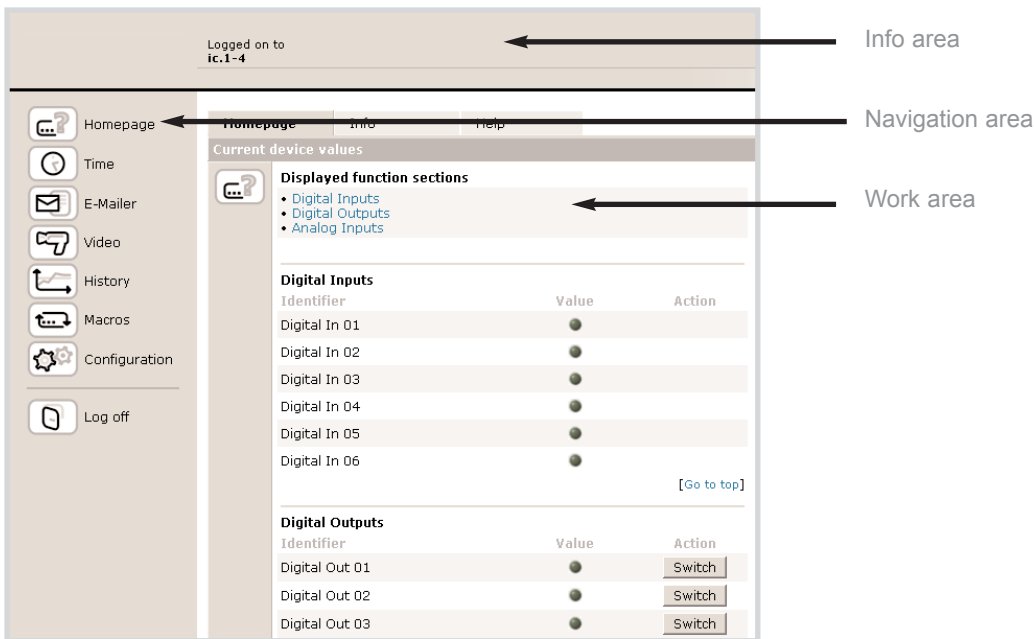 Logged on to
ic.1-4
Info area
Homepage
Time
E-Mailer
Video
History
Macros
Configuration
Log off
Navigation area
Homepage Info Help
Current device values
Displayed function sections
• Digital Inputs
• Digital Outputs
• Analog Inputs
Work area
Digital Inputs
Identifier Value Action
Digital In 01
Digital In 02
Digital In 03
Digital In 04
Digital In 05
Digital In 06
[Go to top]
Digital Outputs
Identifier Value Action
Digital Out 01 Switch
Digital Out 02 Switch
Digital Out 03 Switch